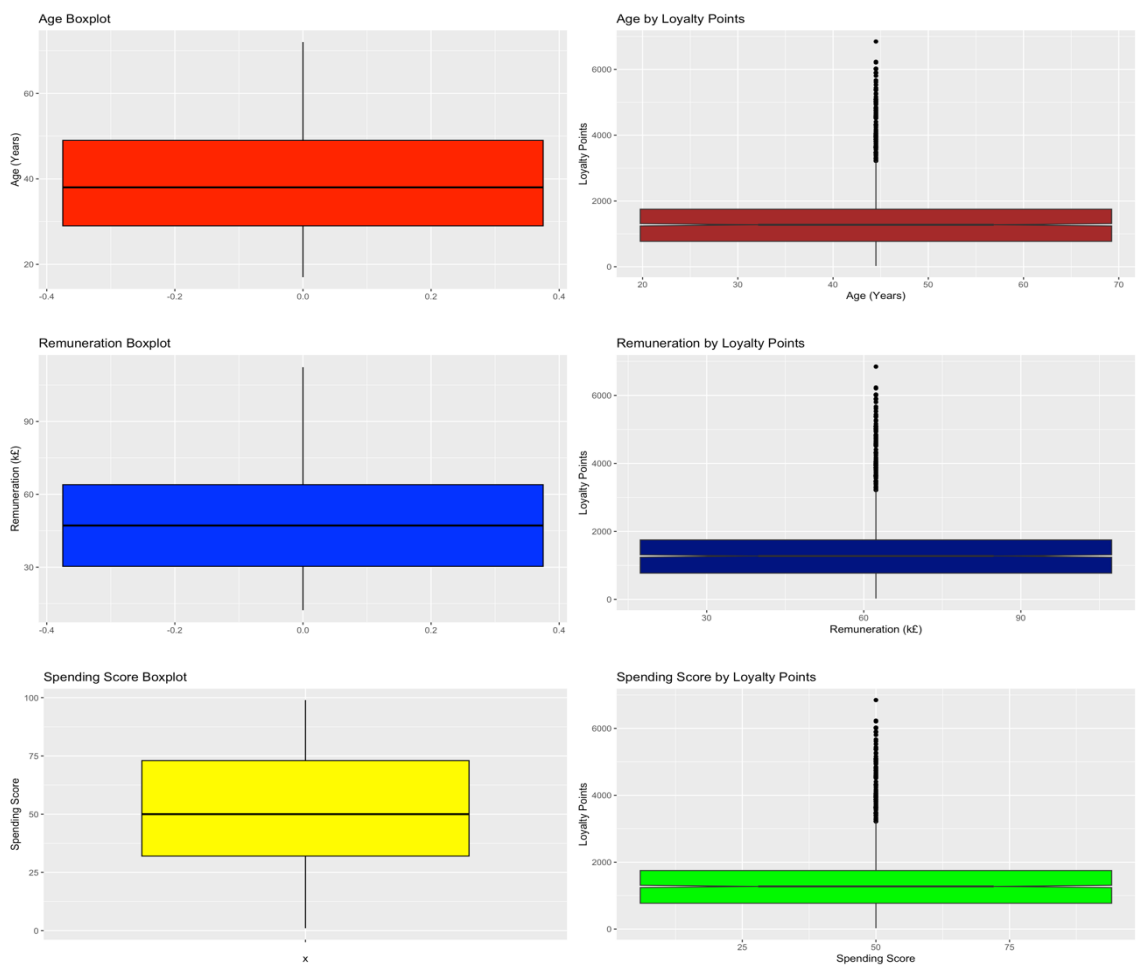 Age Boxplot
Age (Years)
60
40
20
-0.4 -0.2 0.0 0.2 0.4
Age by Loyalty Points
Loyalty Points
6000
4000
2000
0
20 30 40 50 60 70
Age (Years)
Remuneration Boxplot
Remuneration (k£)
90
60
30
-0.4 -0.2 0.0 0.2 0.4
Remuneration by Loyalty Points
Loyalty Points
6000
4000
2000
0
30 60 90
Remuneration (k£)
Spending Score Boxplot
Spending Score
100
75
50
25
0
x
Spending Score by Loyalty Points
Loyalty Points
6000
4000
2000
0
25 50 75
Spending Score